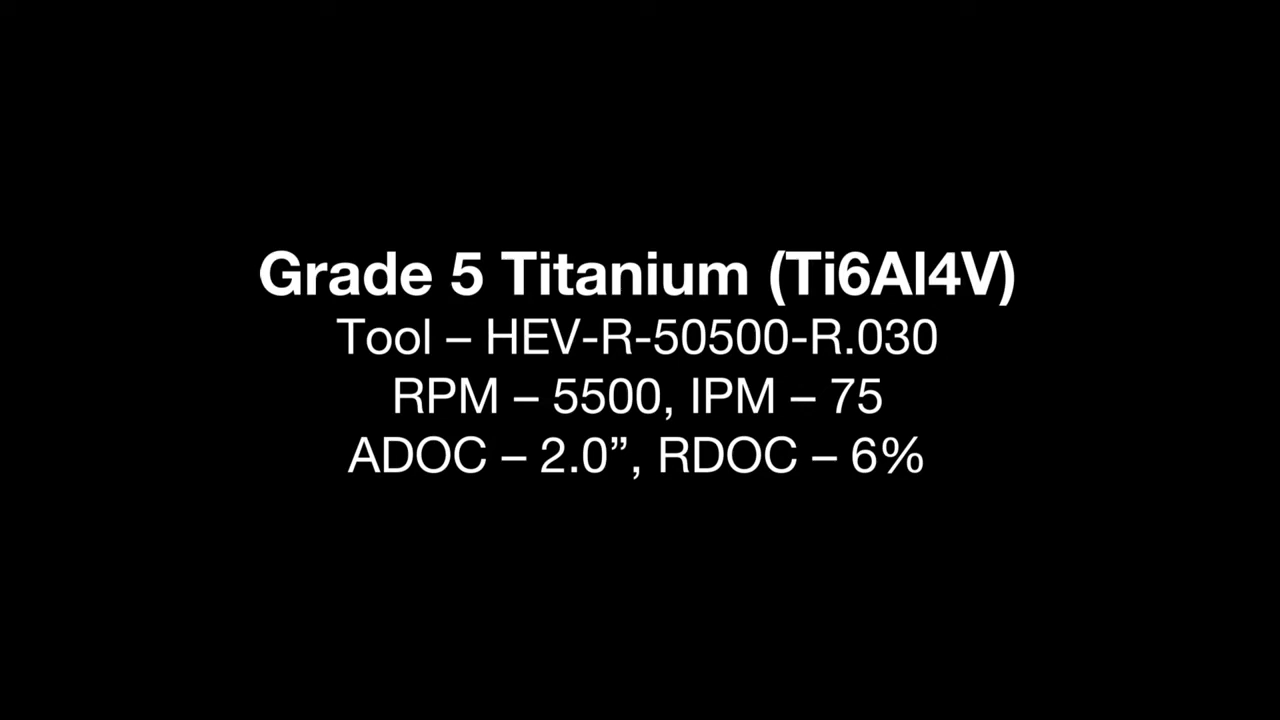 Grade 5 Titanium (Ti6Al4V)
Tool – HEV-R-50500-R.030
RPM – 5500, IPM – 75
ADOC – 2.0”, RDOC – 6%